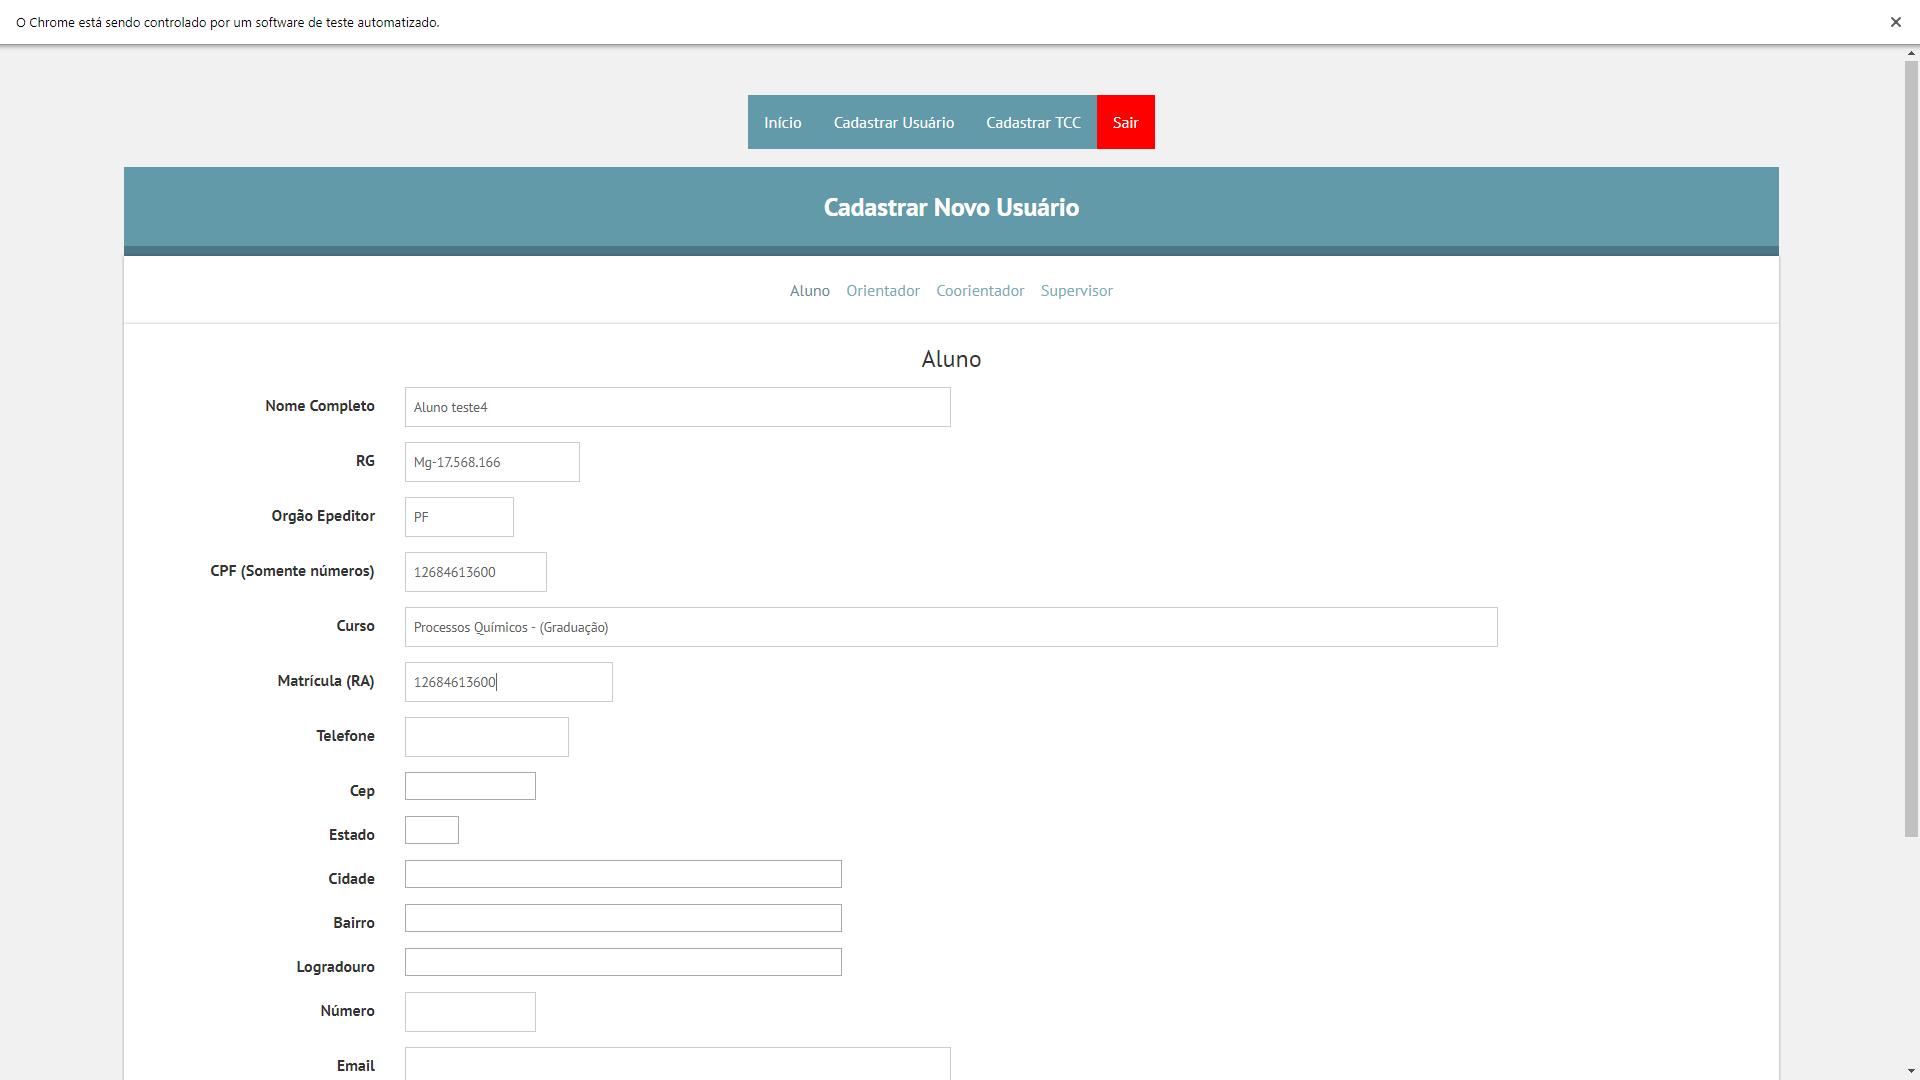 O Chrome está sendo controlado por um software de teste automatizado.
Início Cadastrar Usuário Cadastrar TCC Sair
Cadastrar Novo Usuário
Aluno Orientador Coorientador Supervisor
Aluno
Nome Completo Aluno teste4
RG Mg-17.568.166
Orgão Epeditor PF
CPF (Somente números) 12684613600
Curso Processos Químicos - (Graduação)
Matrícula (RA) 12684613600
Telefone
Cep
Estado
Cidade
Bairro
Logradouro
Número
Email